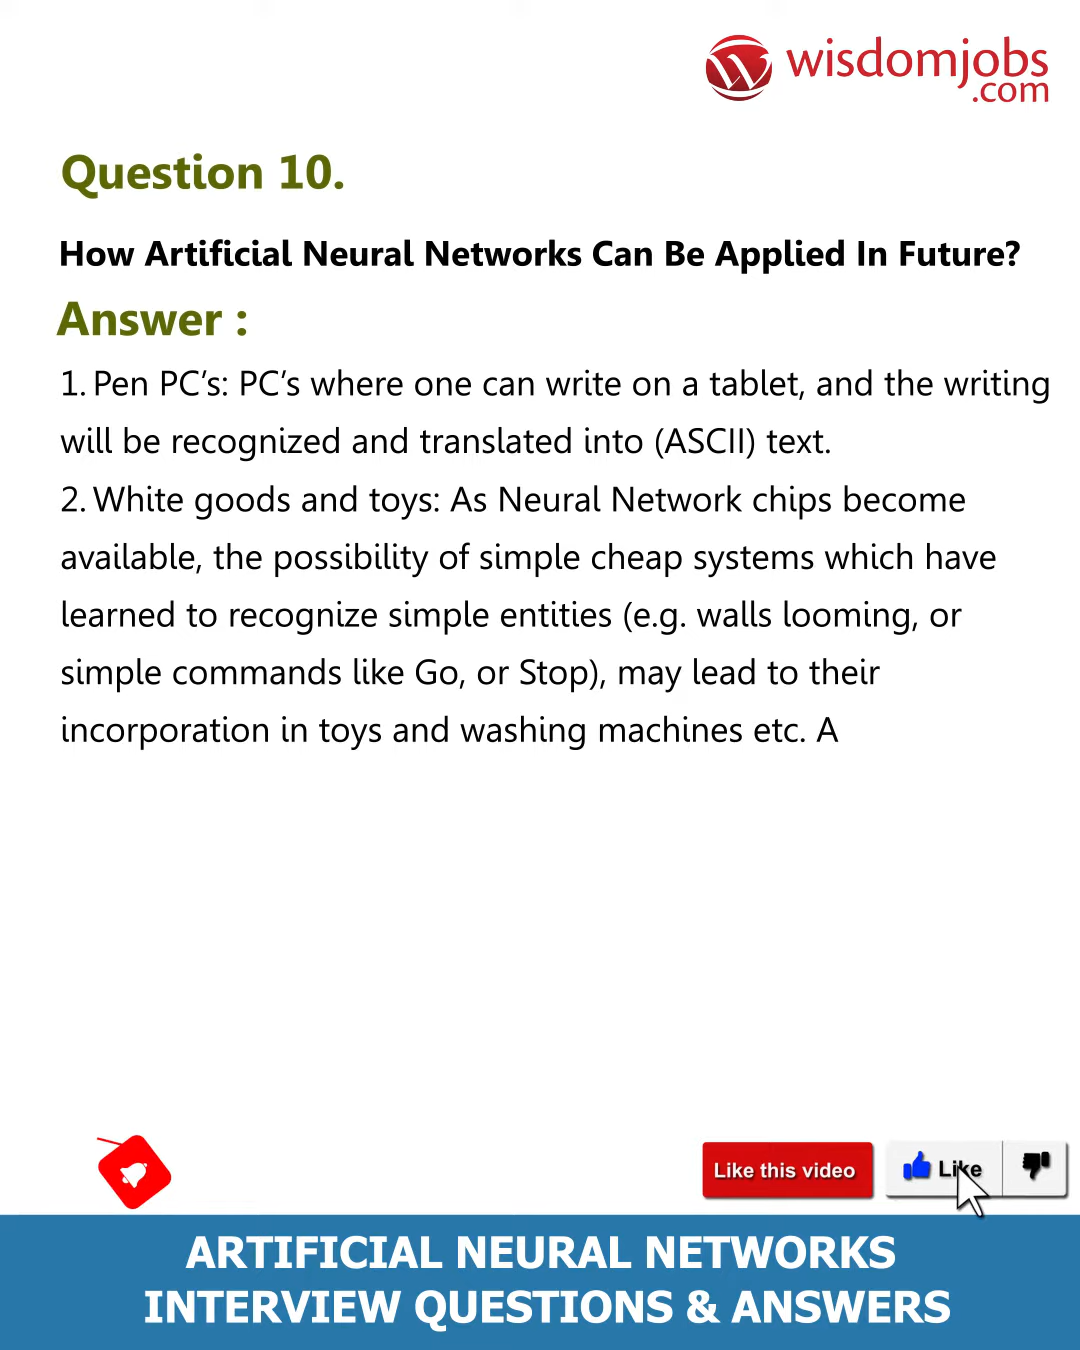 wisdomjobs
.com
Question 10.
How Artificial Neural Networks Can Be Applied In Future?
Answer :
1. Pen PC’s: PC’s where one can write on a tablet, and the writing
will be recognized and translated into (ASCII) text.
2. White goods and toys: As Neural Network chips become
available, the possibility of simple cheap systems which have
learned to recognize simple entities (e.g. walls looming, or
simple commands like Go, or Stop), may lead to their
incorporation in toys and washing machines etc. A
Like this video
Like
ARTIFICIAL NEURAL NETWORKS
INTERVIEW QUESTIONS & ANSWERS